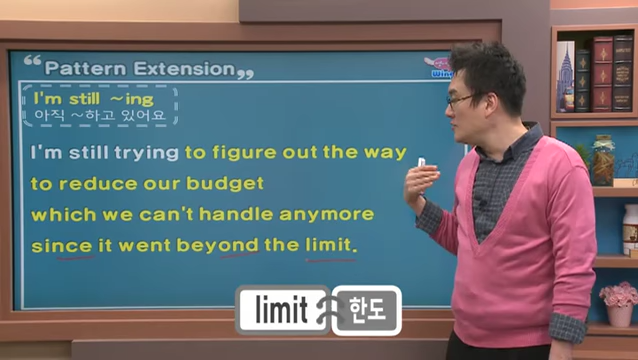 “Pattern Extension”
I'm still ~ing
아직 ~하고 있어요
I'm still trying to figure out the way
to reduce our budget
which we can't handle anymore
since it went beyond the limit.
limit 한도